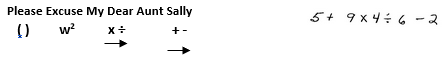 Please Excuse My Dear Aunt Sally
( ) w² x ÷ + -
5 + 9 × 4 ÷ 6 - 2